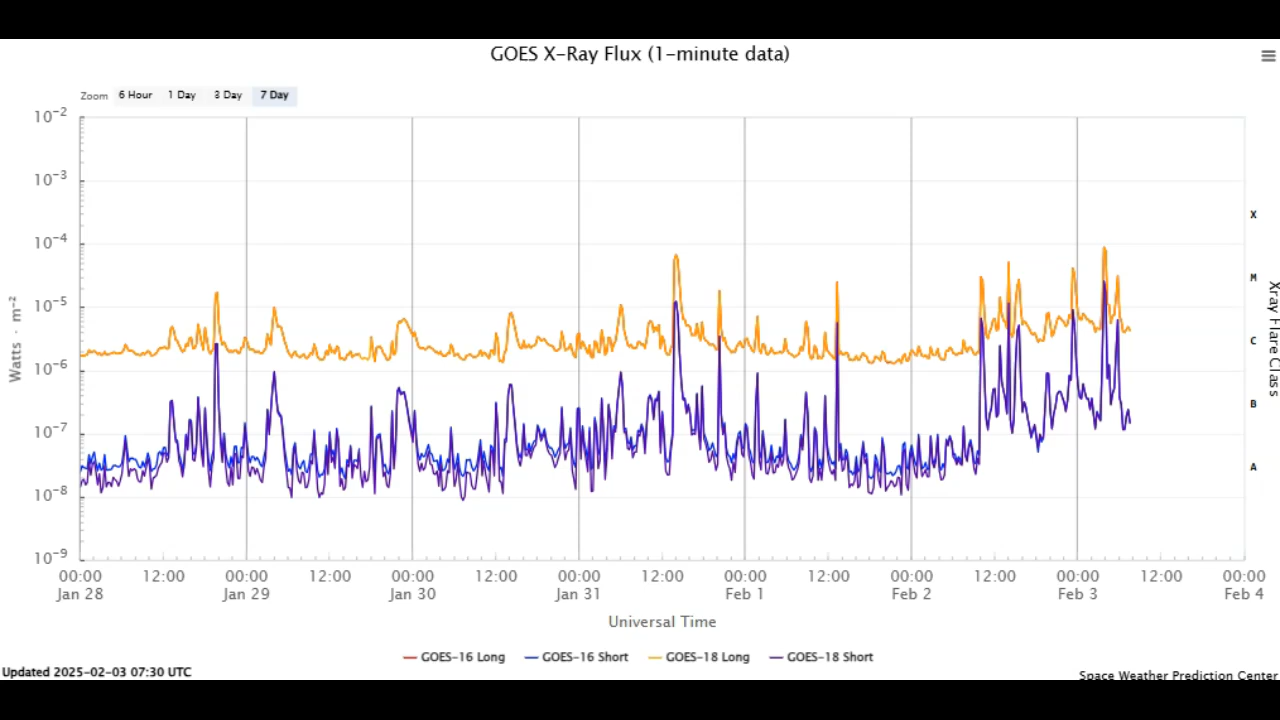 GOES X-Ray Flux (1-minute data)
Zoom 6 Hour 1 Day 3 Day 7 Day
10⁻²
10⁻³
10⁻⁴
10⁻⁵
10⁻⁶
10⁻⁷
10⁻⁸
10⁻⁹
Watts · m⁻²
X
M
C
B
A
Xray Flare Class
00:00 12:00 00:00 12:00 00:00 12:00 00:00 12:00 00:00 12:00 00:00 12:00 00:00 12:00 00:00
Jan 28 Jan 29 Jan 30 Jan 31 Feb 1 Feb 2 Feb 3 Feb 4
Universal Time
GOES-16 Long GOES-16 Short GOES-18 Long GOES-18 Short
Updated 2025-02-03 07:30 UTC
Space Weather Prediction Center